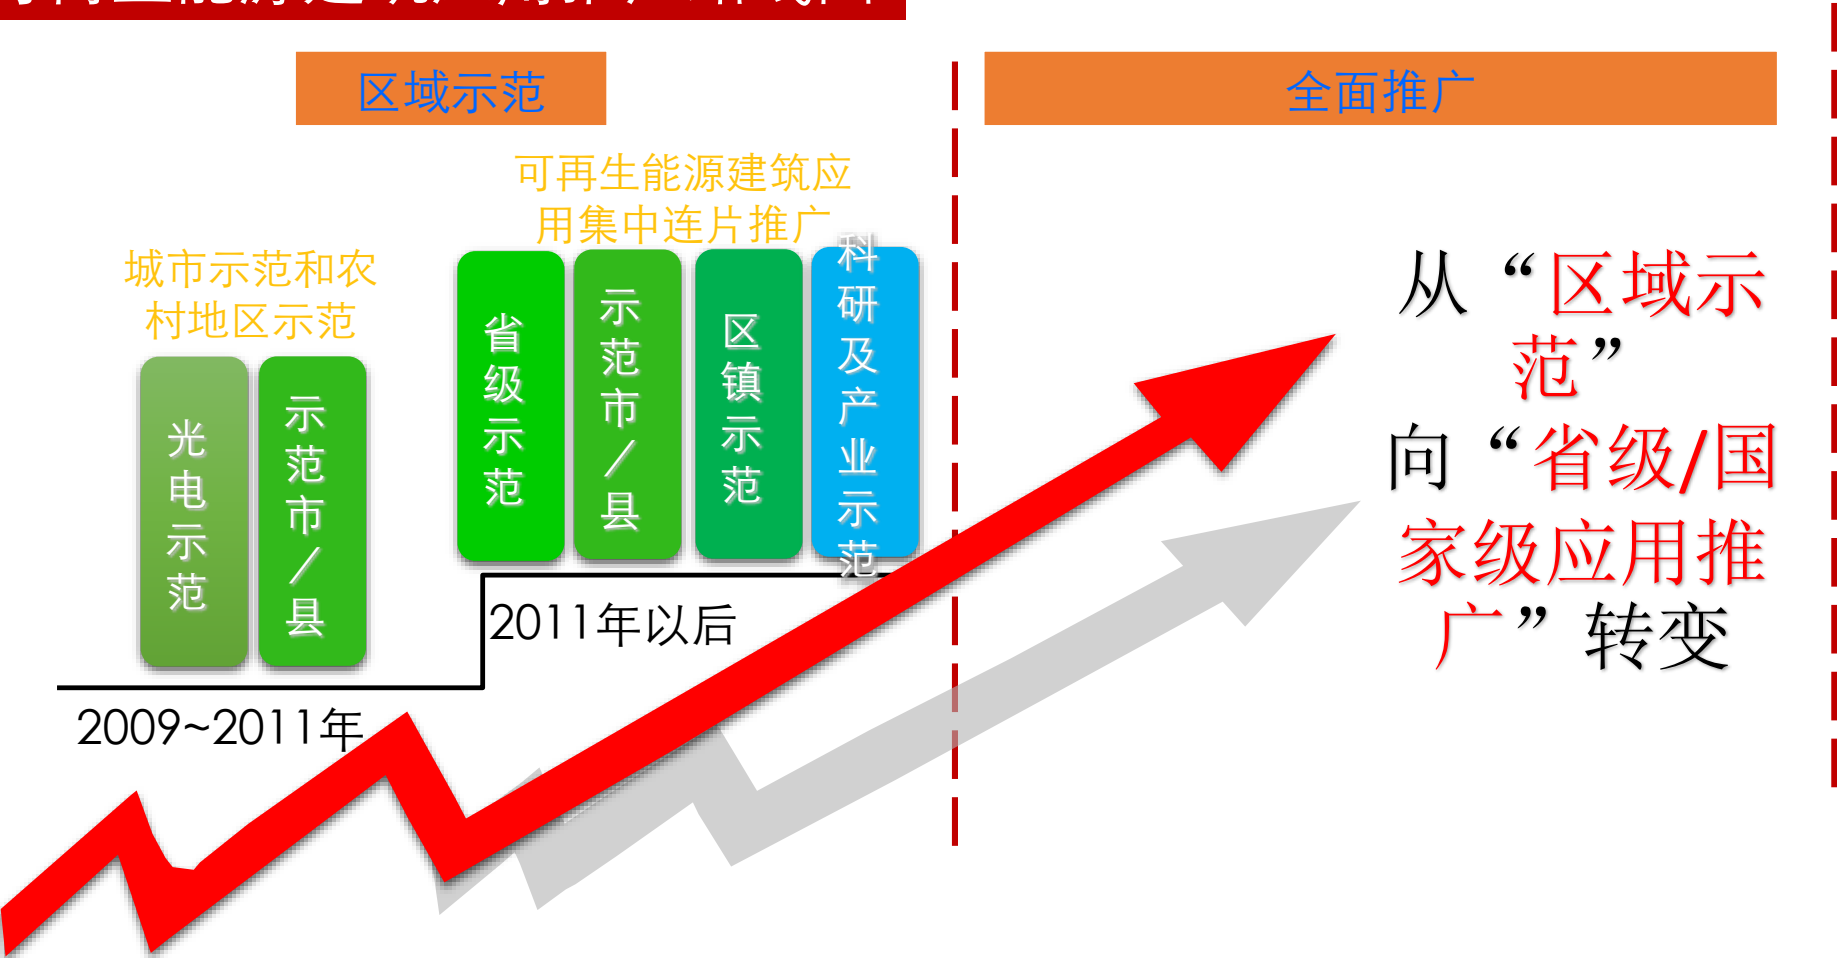 区域示范
全面推广
可再生能源建筑应
用集中连片推广
城市示范和农
村地区示范
光电示范
示范市/县
省级示范
示范市/县
区镇示范
科研及产业示范
2009~2011年
2011年以后
从“区域示
范”
向“省级/国
家级应用推
广”转变